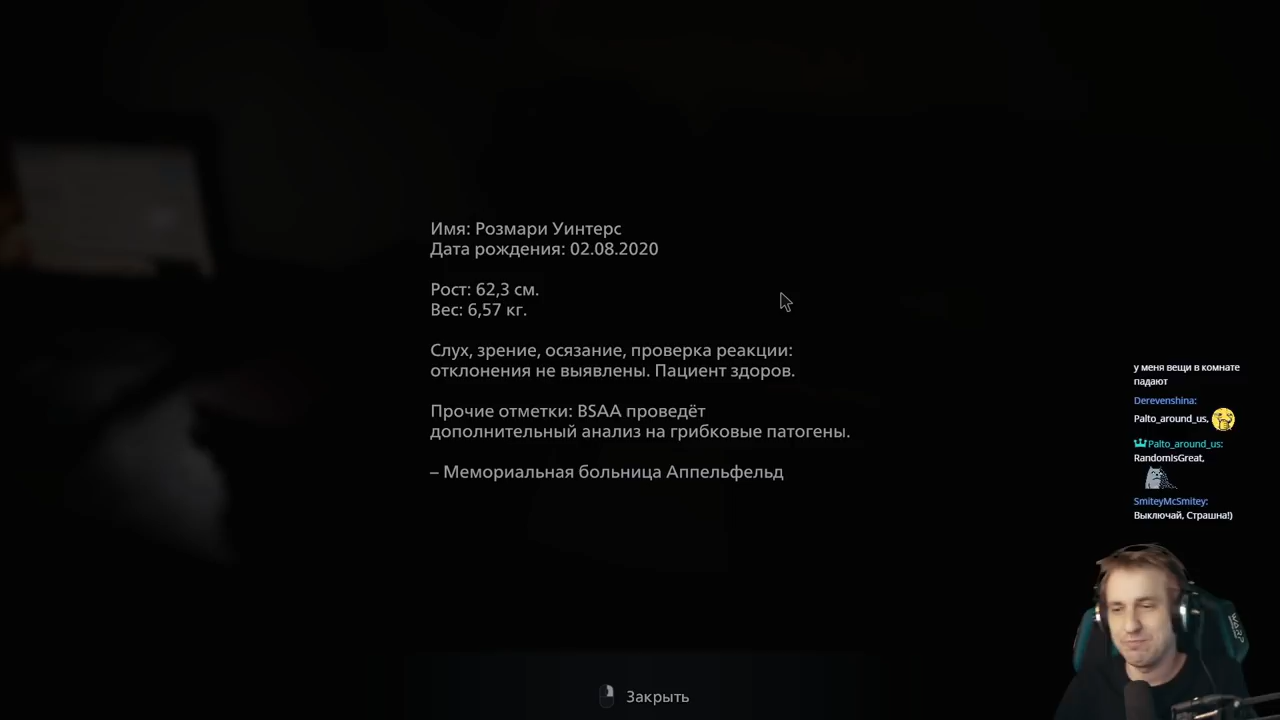 Имя: Розмари Уинтерс
Дата рождения: 02.08.2020
Рост: 62,3 см.
Вес: 6,57 кг.
Слух, зрение, осязание, проверка реакции:
отклонения не выявлены. Пациент здоров.
Прочие отметки: BSAA проведёт
дополнительный анализ на грибковые патогены.
– Мемориальная больница Аппельфельд
у меня вещи в комнате
падают
Derevenshina:
Palto_around_us,
Palto_around_us:
RandomIsGreat,
SmiteyMcSmitey:
Выключай, Страшна!)
Закрыть